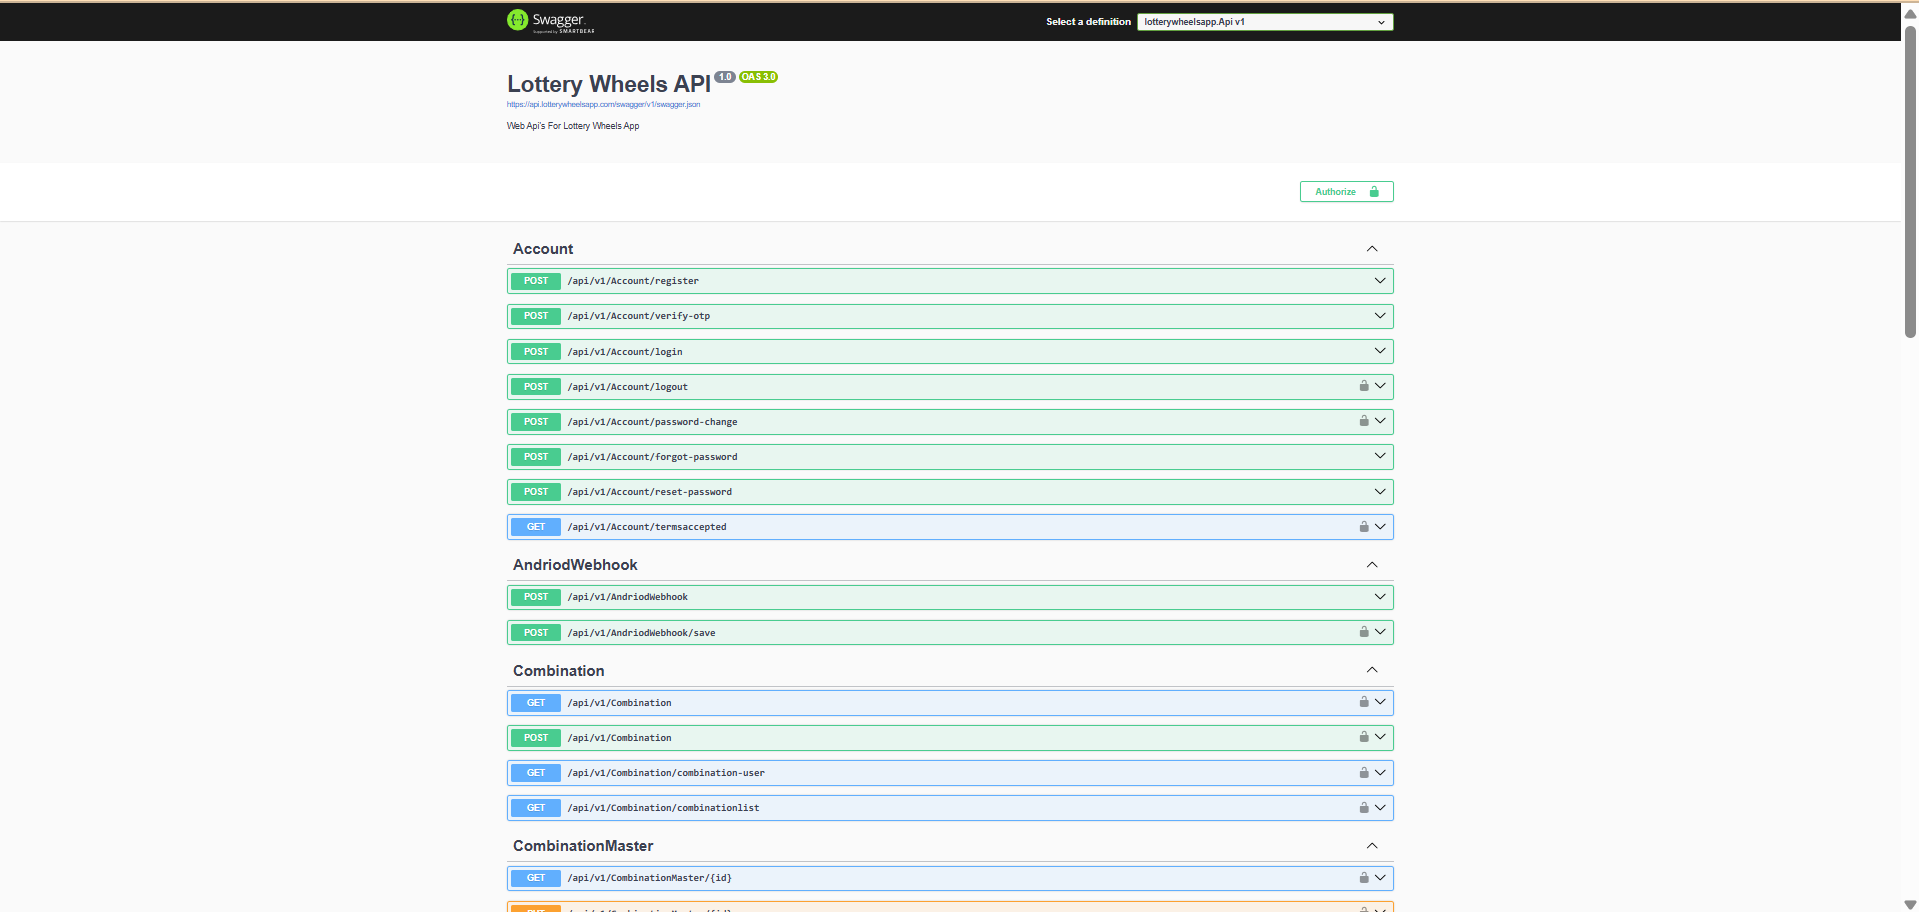 Swagger.
Supported by SMARTBEAR
Select a definition
lotterywheelsapp.Api v1
Lottery Wheels API 1.0 OAS 3.0
https://api.lotterywheelsapp.com/swagger/v1/swagger.json
Web Api's For Lottery Wheels App
Authorize
Account
POST /api/v1/Account/register
POST /api/v1/Account/verify-otp
POST /api/v1/Account/login
POST /api/v1/Account/logout
POST /api/v1/Account/password-change
POST /api/v1/Account/forgot-password
POST /api/v1/Account/reset-password
GET /api/v1/Account/termsaccepted
AndriodWebhook
POST /api/v1/AndriodWebhook
POST /api/v1/AndriodWebhook/save
Combination
GET /api/v1/Combination
POST /api/v1/Combination
GET /api/v1/Combination/combination-user
GET /api/v1/Combination/combinationlist
CombinationMaster
GET /api/v1/CombinationMaster/{id}